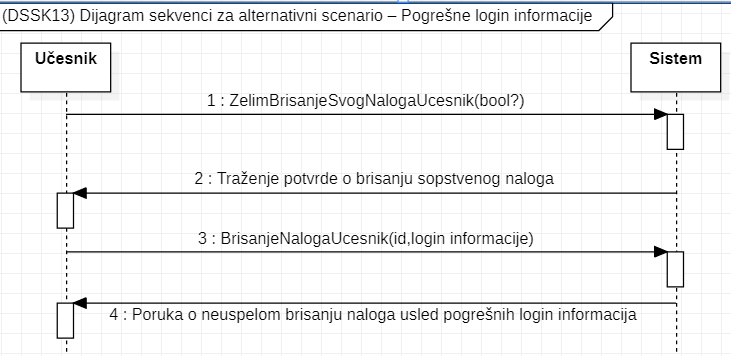 (DSSK13) Dijagram sekvenci za alternativni scenario – Pogrešne login informacije
Učesnik
Sistem
1 : ZelimBrisanjeSvogNalogaUcesnik(bool?)
2 : Traženje potvrde o brisanju sopstvenog naloga
3 : BrisanjeNalogaUcesnik(id,login informacije)
4 : Poruka o neuspelom brisanju naloga usled pogrešnih login informacija